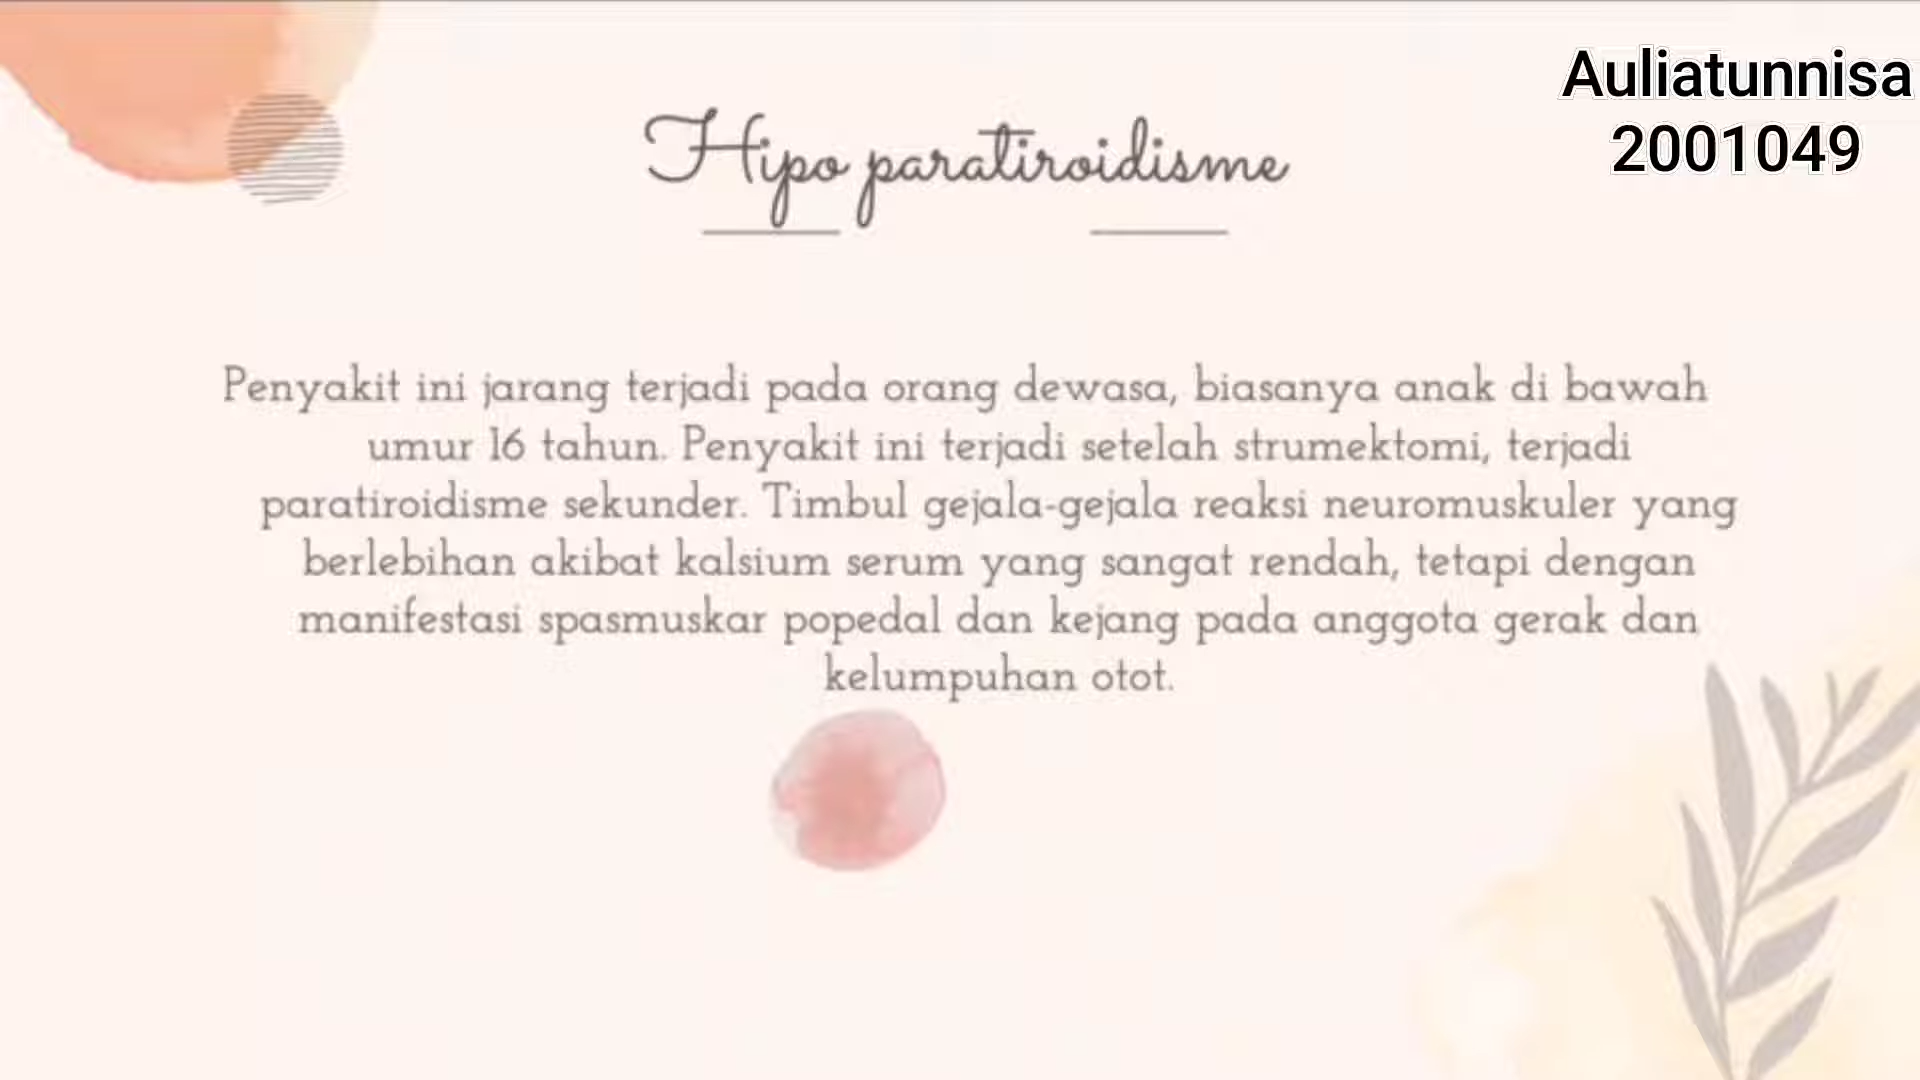 Auliatunnisa
2001049
Hipo paratiroidisme
Penyakit ini jarang terjadi pada orang dewasa, biasanya anak di bawah
umur 16 tahun. Penyakit ini terjadi setelah strumektomi, terjadi
paratiroidisme sekunder. Timbul gejala-gejala reaksi neuromuskuler yang
berlebihan akibat kalsium serum yang sangat rendah, tetapi dengan
manifestasi spasmuskar popedal dan kejang pada anggota gerak dan
kelumpuhan otot.